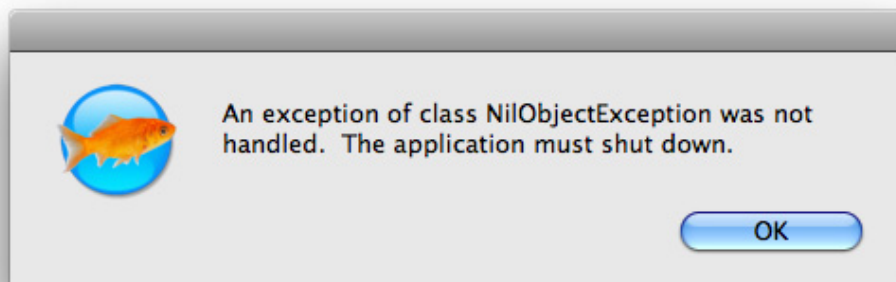 An exception of class NilObjectException was not
handled.  The application must shut down.
OK